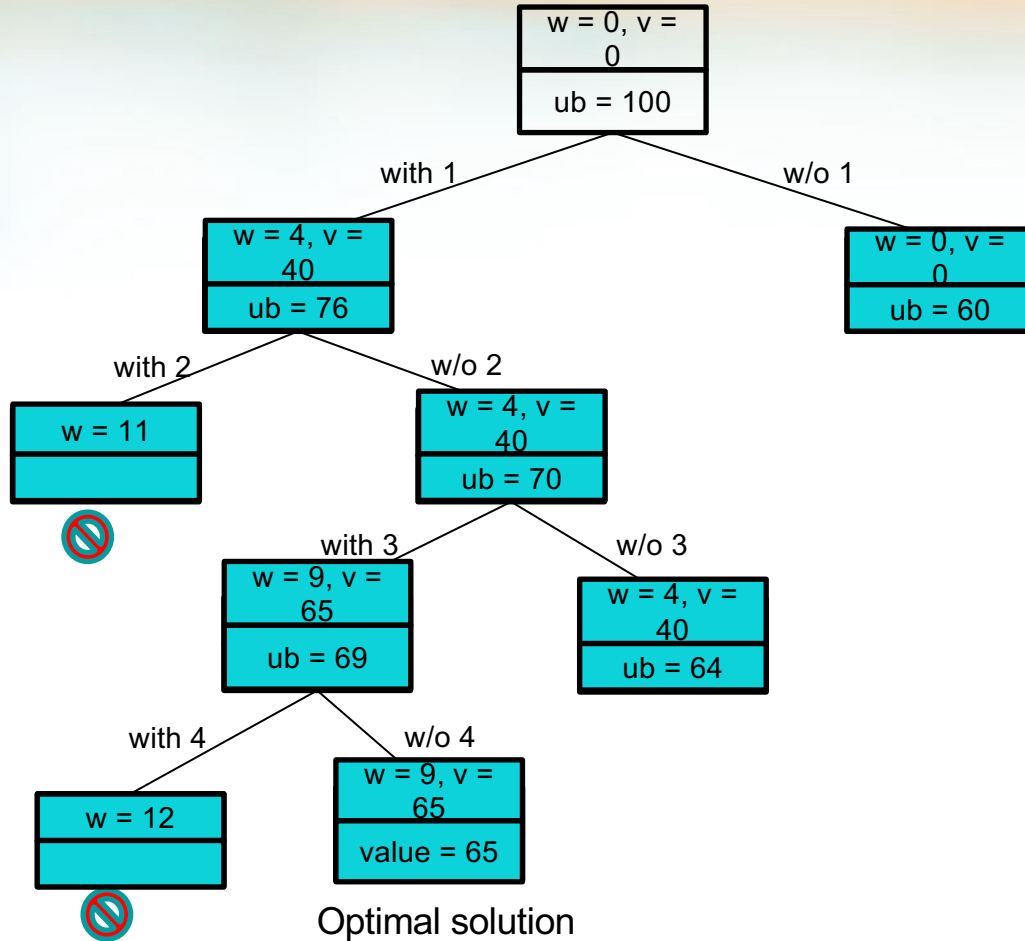 w = 0, v =
0
ub = 100
with 1
w/o 1
w = 4, v =
40
ub = 76
w = 0, v =
0
ub = 60
with 2
w/o 2
w = 11
w = 4, v =
40
ub = 70
with 3
w/o 3
w = 9, v =
65
ub = 69
w = 4, v =
40
ub = 64
with 4
w/o 4
w = 12
w = 9, v =
65
value = 65
Optimal solution